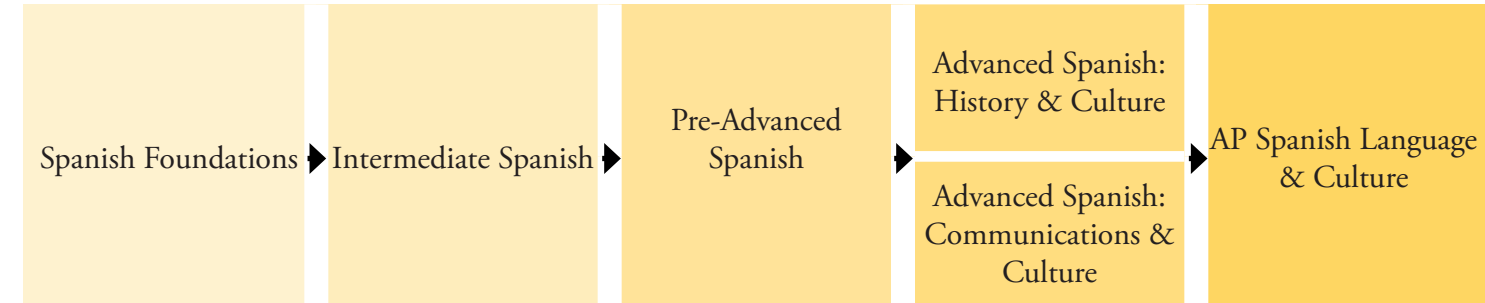 Spanish Foundations
Intermediate Spanish
Pre-Advanced
Spanish
Advanced Spanish:
History & Culture
Advanced Spanish:
Communications &
Culture
AP Spanish Language
& Culture